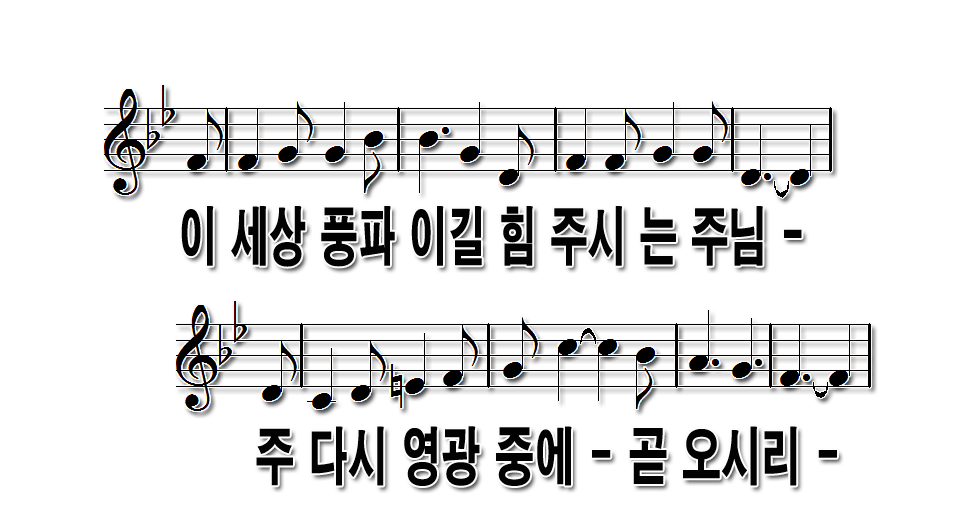 이 세상 풍파 이길 힘 주시 는 주님 -
주 다시 영광 중에 - 곧 오시리 -